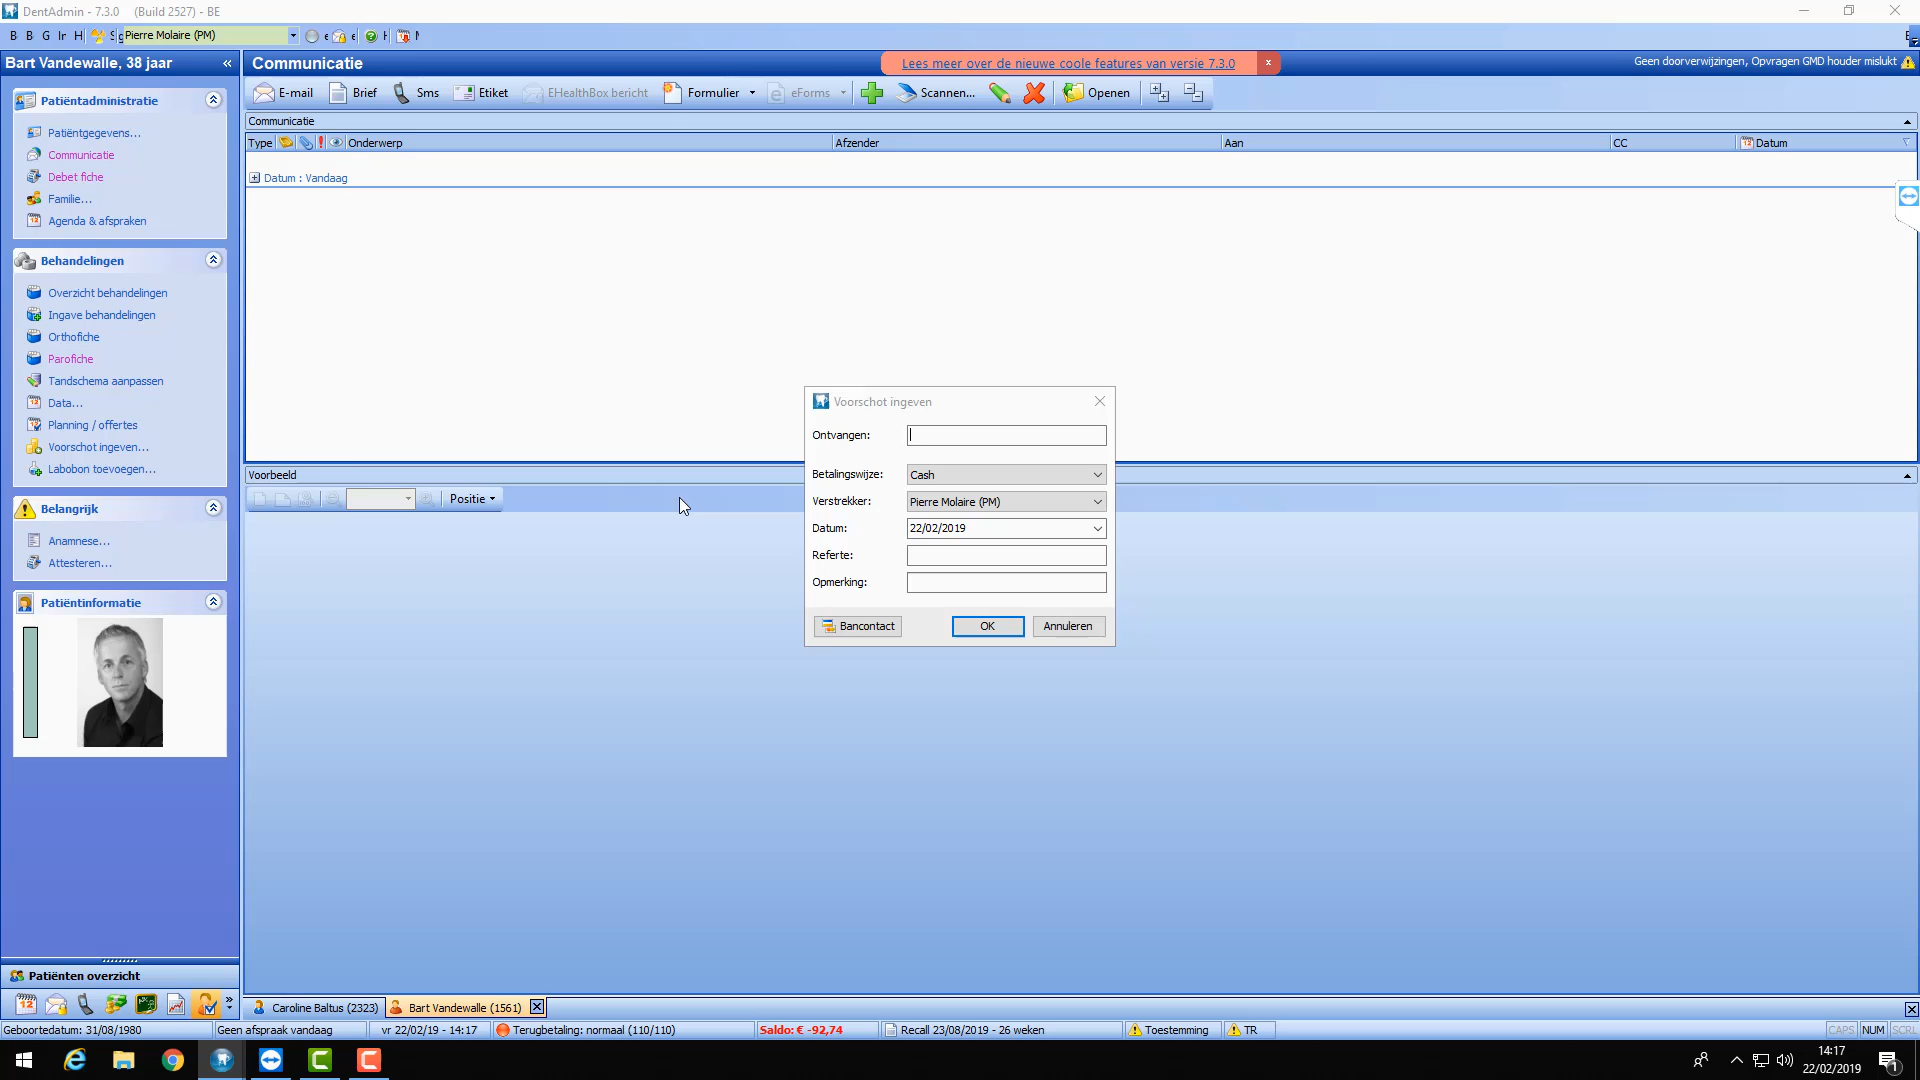 DentAdmin - 7.3.0 (Build 2527) - BE
B B G Ir H Pierre Molaire (PM)
Bart Vandewalle, 38 jaar «
Communicatie
Lees meer over de nieuwe coole features van versie 7.3.0 x
Geen doorverwijzingen, Opvragen GMD houder mislukt
E-mail Brief Sms Etiket EHealthBox bericht Formulier eForms Scannen... Openen
Communicatie
Type Onderwerp Afzender Aan CC Datum
Datum : Vandaag
Patiëntadministratie
Patiëntgegevens...
Communicatie
Debet fiche
Familie...
Agenda & afspraken
Behandelingen
Overzicht behandelingen
Ingave behandelingen
Orthofiche
Parofiche
Tandschema aanpassen
Data...
Planning / offertes
Voorschot ingeven...
Labobon toevoegen...
Belangrijk
Anamnese...
Attesteren...
Patiëntinformatie
Voorbeeld
Positie
Voorschot ingeven
Ontvangen:
Betalingswijze: Cash
Verstrekker: Pierre Molaire (PM)
Datum: 22/02/2019
Referte:
Opmerking:
Bancontact OK Annuleren
Patiënten overzicht
Caroline Baltus (2323) Bart Vandewalle (1561)
Geboortedatum: 31/08/1980 Geen afspraak vandaag vr 22/02/19 - 14:17 Terugbetaling: normaal (110/110) Saldo: € -92,74 Recall 23/08/2019 - 26 weken Toestemming TR CAPS NUM SCRL
14:17
22/02/2019
1